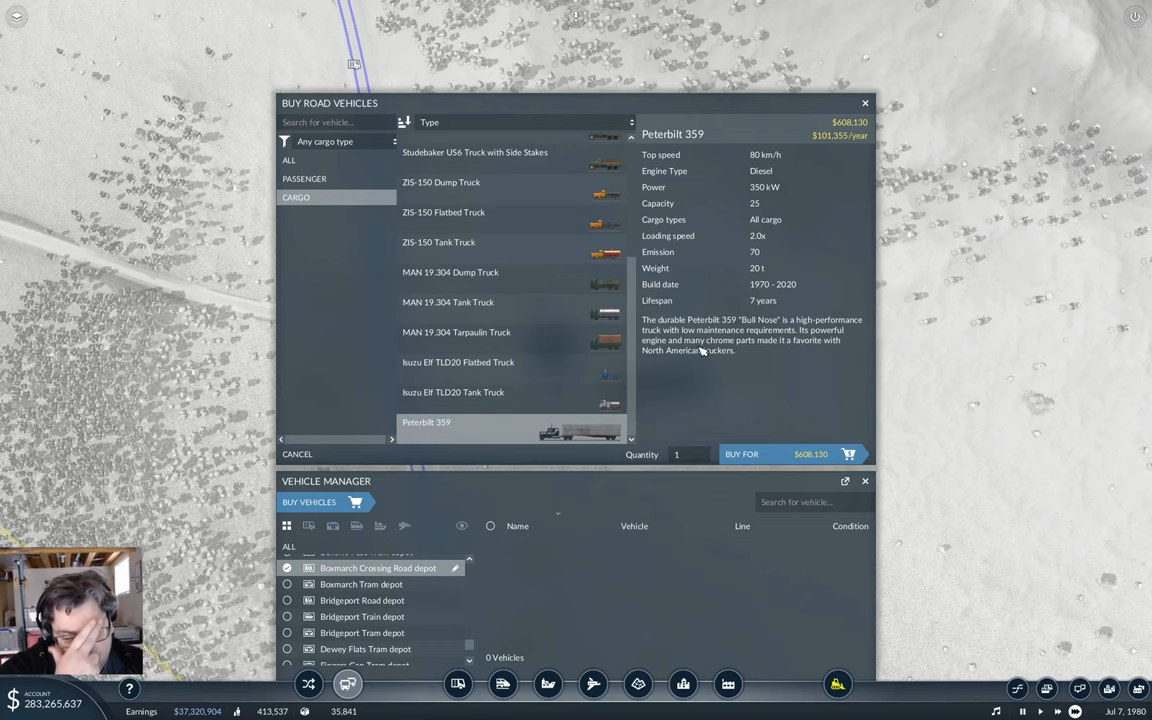 BUY ROAD VEHICLES
Search for vehicle...
Type
Any cargo type
ALL
PASSENGER
CARGO
Studebaker US6 Truck with Side Stakes
ZIS-150 Dump Truck
ZIS-150 Flatbed Truck
ZIS-150 Tank Truck
MAN 19.304 Dump Truck
MAN 19.304 Tank Truck
MAN 19.304 Tarpaulin Truck
Isuzu Elf TLD20 Flatbed Truck
Isuzu Elf TLD20 Tank Truck
Peterbilt 359
$608,130
Peterbilt 359
$101,355/year
Top speed 80 km/h
Engine Type Diesel
Power 350 kW
Capacity 25
Cargo types All cargo
Loading speed 2.0x
Emission 70
Weight 20 t
Build date 1970 - 2020
Lifespan 7 years
The durable Peterbilt 359 "Bull Nose" is a high-performance
truck with low maintenance requirements. Its powerful
engine and many chrome parts made it a favorite with
North American truckers.
CANCEL
Quantity 1
BUY FOR $608,130
VEHICLE MANAGER
BUY VEHICLES
Search for vehicle...
Name Vehicle Line Condition
ALL
Boxmarch Crossing Road depot
Boxmarch Tram depot
Bridgeport Road depot
Bridgeport Train depot
Bridgeport Tram depot
Dewey Flats Tram depot
0 Vehicles
$ ACCOUNT
283,265,637
?
Earnings $37,320,904 413,537 35,841
Jul 7, 1980